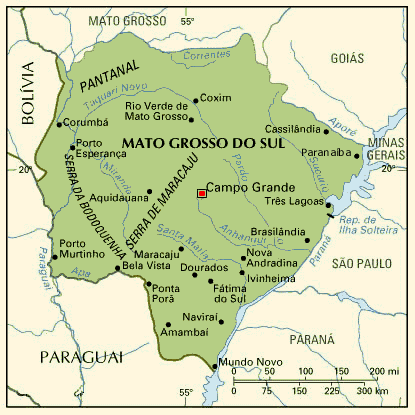 MATO GROSSO
55°
GOIÁS
BOLÍVIA
PANTANAL
Correntes
Taquari Novo
Coxim
Rio Verde de
Mato Grosso
Corumbá
Cassilândia
Aporé
MINAS
GERAIS
Porto
Esperança
MATO GROSSO DO SUL
Paranaíba
20°
20°
SERRA DA BODOQUENHA
Miranda
SERRA DE MARACAJU
Pardo
Sucuriú
Aquidauana
Campo Grande
Três Lagoas
Rep. de
Ilha Solteira
Anhanduí
Santa Maria
Brasilândia
Paraná
Porto
Murtinho
Maracaju
Bela Vista
Nova
Andradina
SÃO PAULO
Paraguai
Apa
Dourados
Ivinheima
Ponta
Porã
Fátima
do Sul
Naviraí
Amambaí
PARANÁ
PARAGUAI
Mundo Novo
0 50 100 150 200 mi
0 75 150 225 300 km
55°